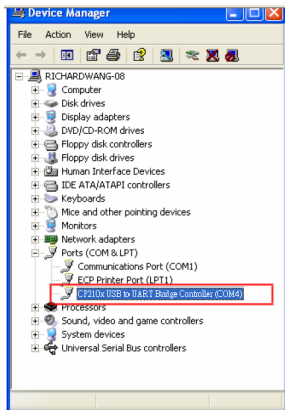 Device Manager
File Action View Help
RICHARDWANG-08
Computer
Disk drives
Display adapters
DVD/CD-ROM drives
Floppy disk controllers
Floppy disk drives
Human Interface Devices
IDE ATA/ATAPI controllers
Keyboards
Mice and other pointing devices
Monitors
Network adapters
Ports (COM & LPT)
Communications Port (COM1)
ECP Printer Port (LPT1)
CP210x USB to UART Bridge Controller (COM4)
Processors
Sound, video and game controllers
System devices
Universal Serial Bus controllers